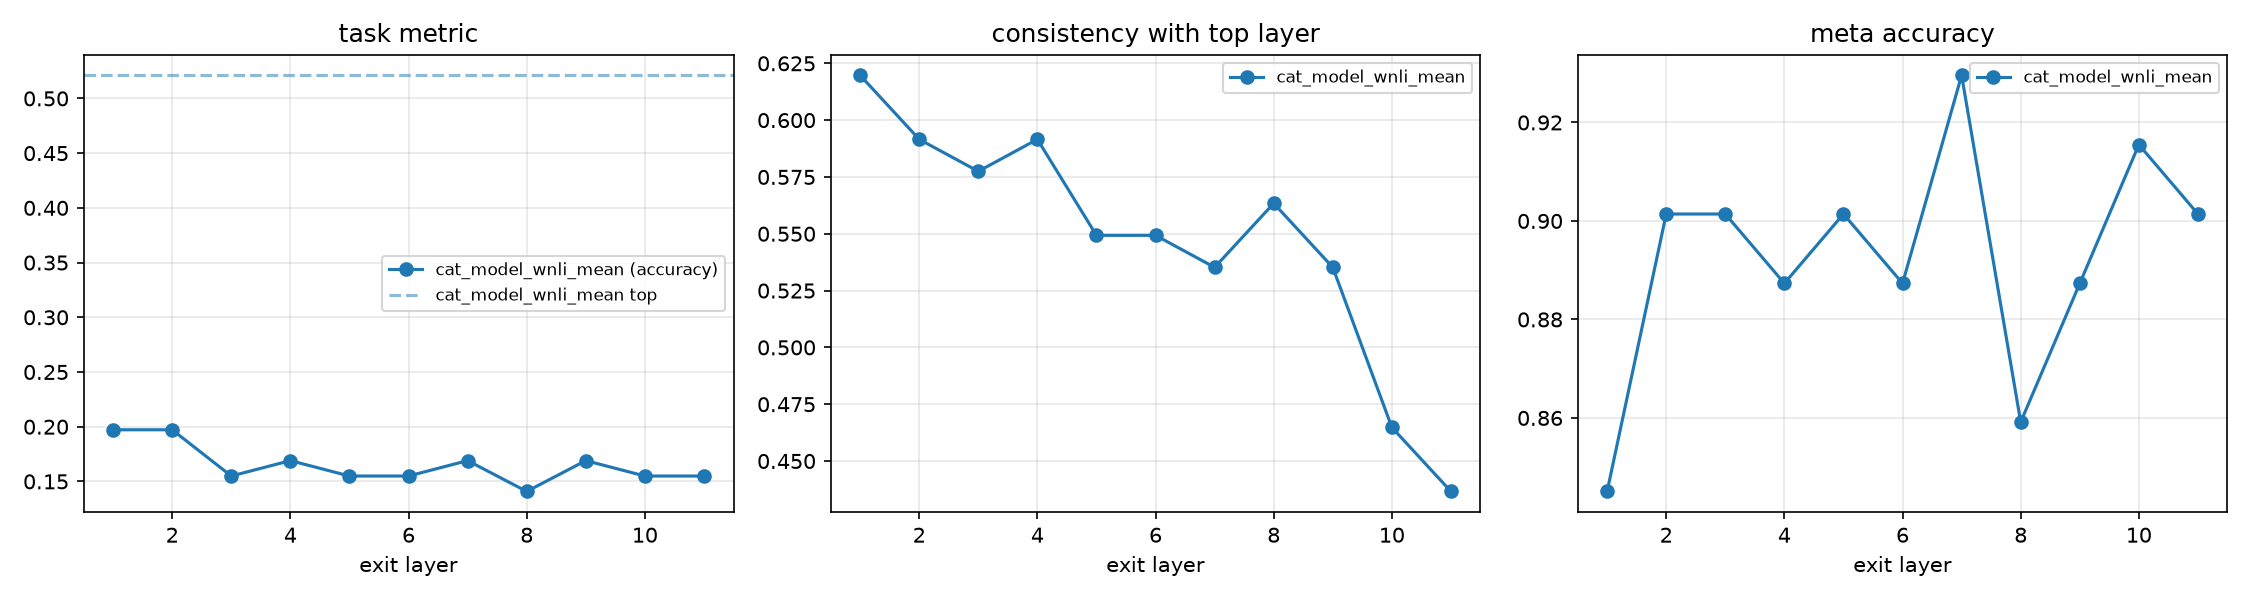 task metric
0.50
0.45
0.40
0.35
0.30
0.25
0.20
0.15
cat_model_wnli_mean (accuracy)
cat_model_wnli_mean top
2 4 6 8 10
exit layer
consistency with top layer
0.625
0.600
0.575
0.550
0.525
0.500
0.475
0.450
cat_model_wnli_mean
2 4 6 8 10
exit layer
meta accuracy
0.92
0.90
0.88
0.86
cat_model_wnli_mean
2 4 6 8 10
exit layer